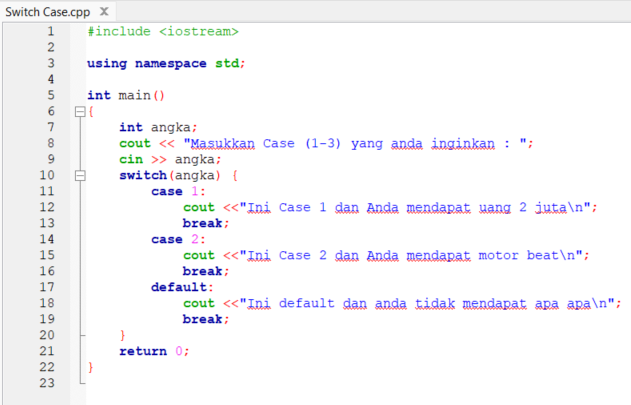 Switch Case.cpp X
1 #include <iostream>
2
3 using namespace std;
4
5 int main()
6 {
7 int angka;
8 cout << "Masukkan Case (1-3) yang anda inginkan : ";
9 cin >> angka;
10 switch(angka) {
11 case 1:
12 cout <<"Ini Case 1 dan Anda mendapat uang 2 juta\n";
13 break;
14 case 2:
15 cout <<"Ini Case 2 dan Anda mendapat motor beat\n";
16 break;
17 default:
18 cout <<"Ini default dan anda tidak mendapat apa apa\n";
19 break;
20 }
21 return 0;
22 }
23